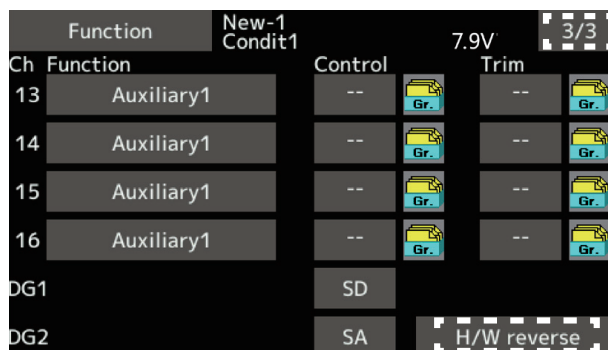 Function New-1 Condit1 7.9V 3/3
Ch Function Control Trim
13 Auxiliary1 -- Gr. -- Gr.
14 Auxiliary1 -- Gr. -- Gr.
15 Auxiliary1 -- Gr. -- Gr.
16 Auxiliary1 -- Gr. -- Gr.
DG1 SD
DG2 SA H/W reverse